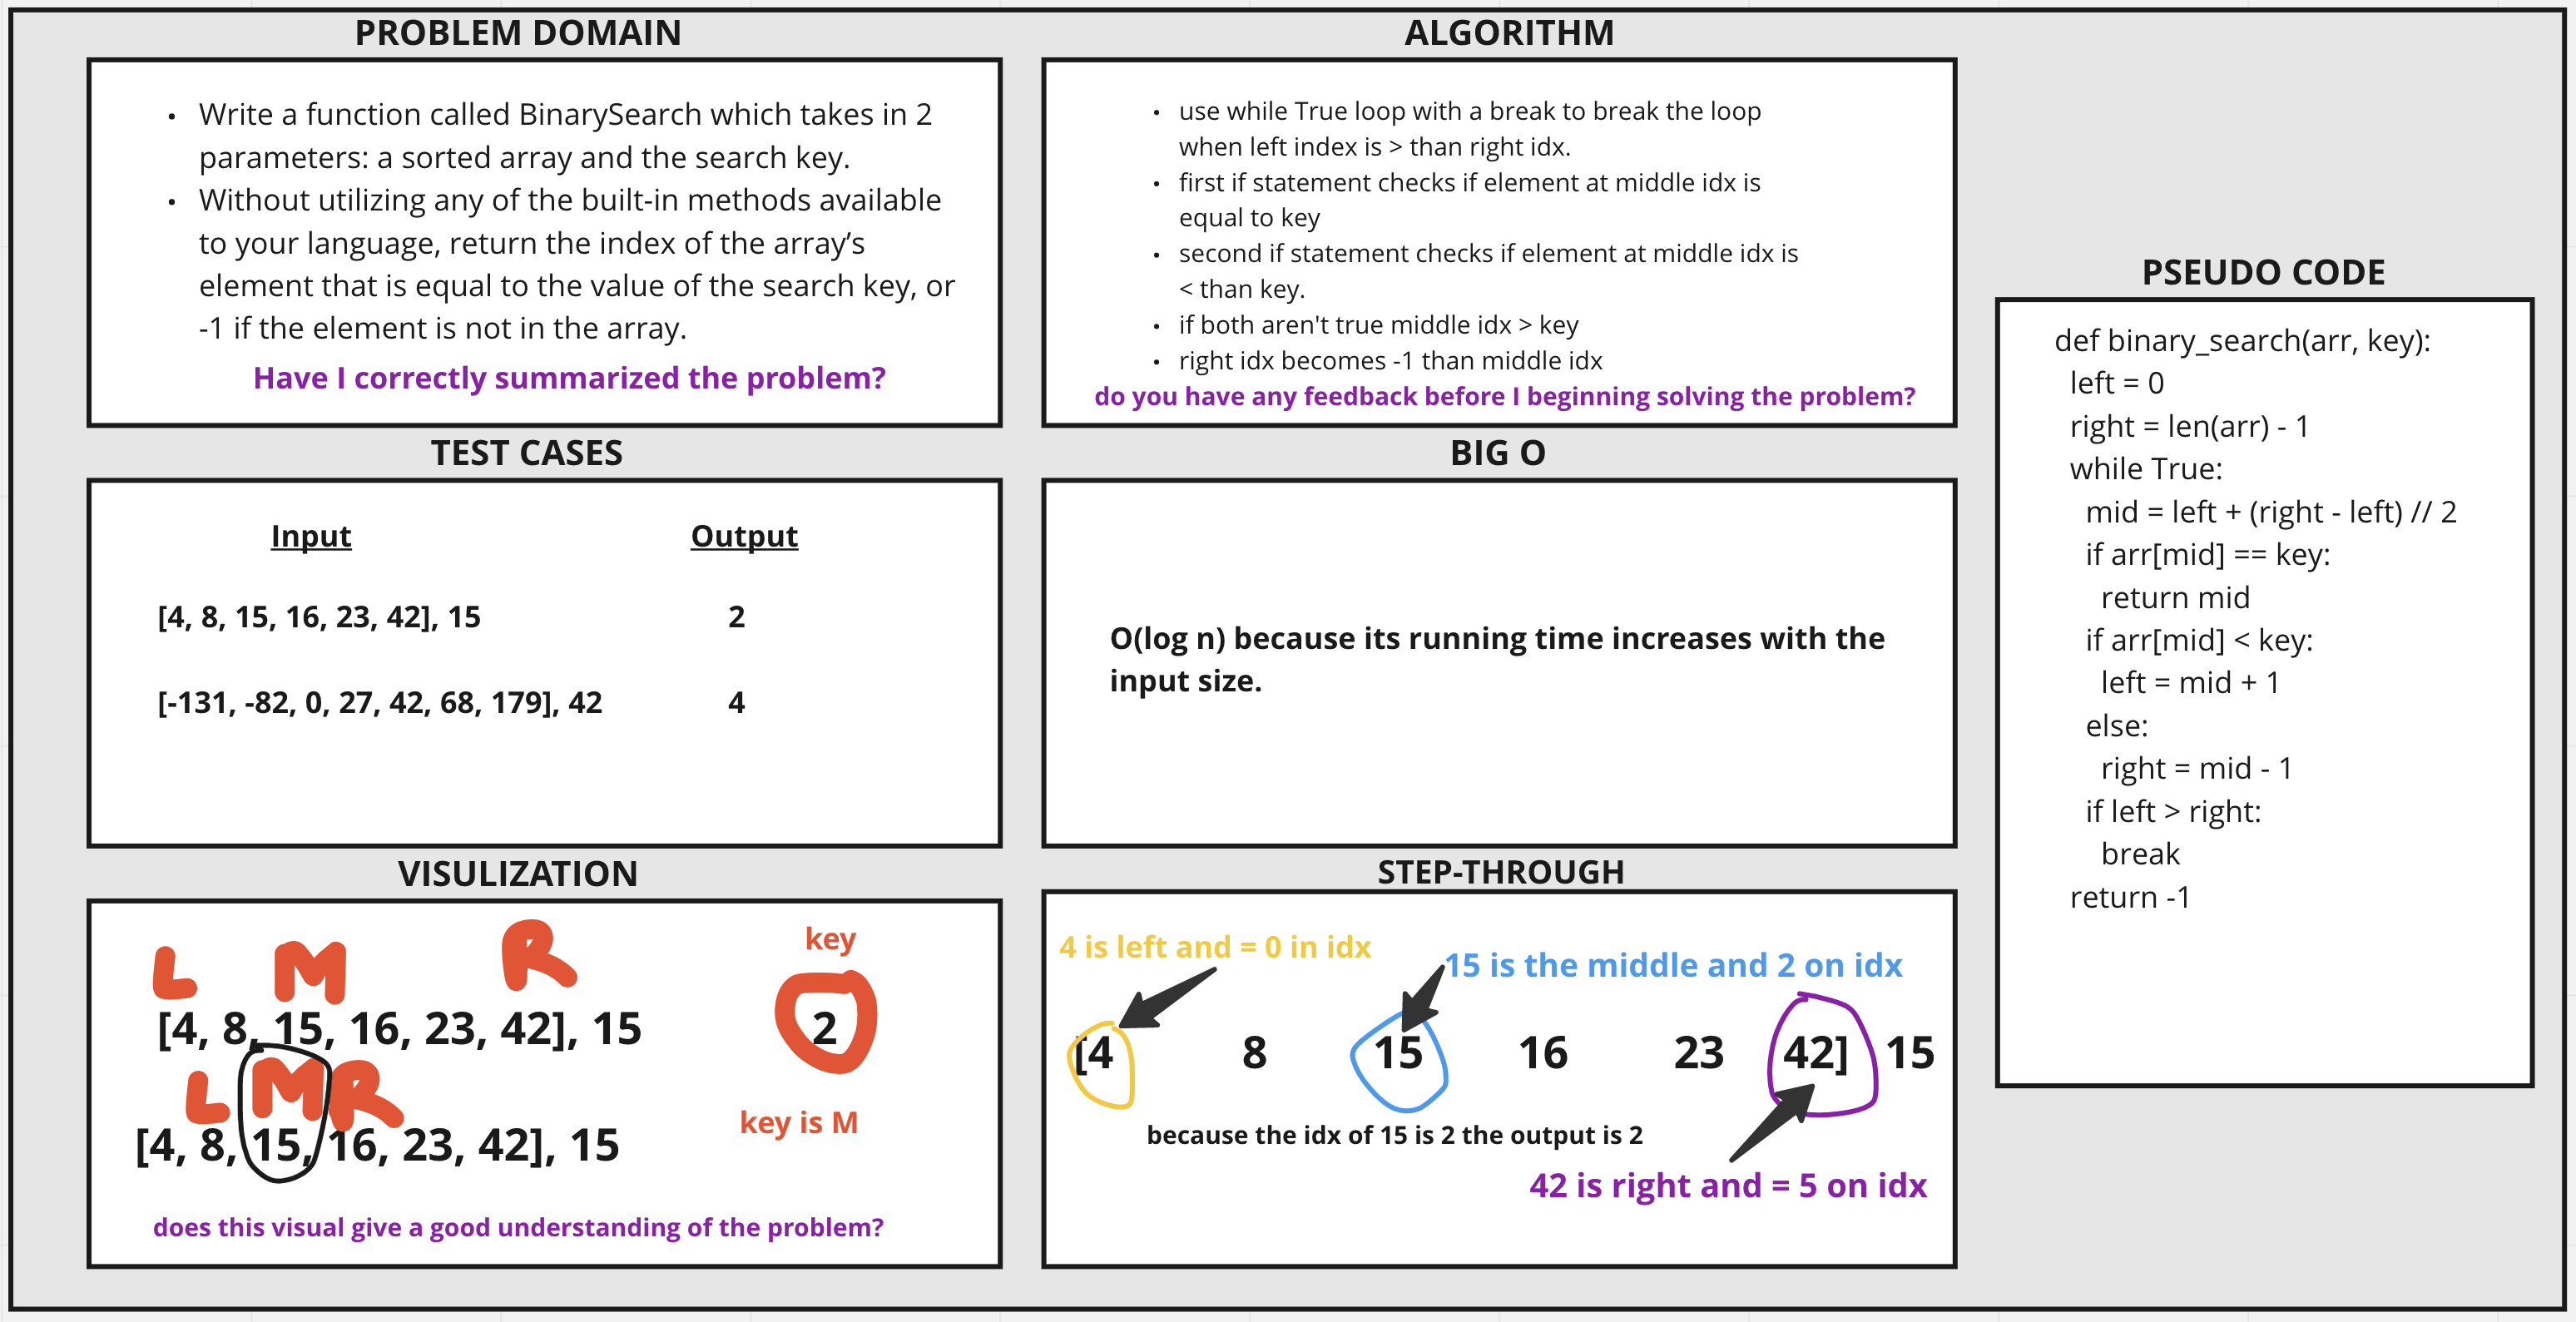 PROBLEM DOMAIN
• Write a function called BinarySearch which takes in 2
parameters: a sorted array and the search key.
• Without utilizing any of the built-in methods available
to your language, return the index of the array’s
element that is equal to the value of the search key, or
-1 if the element is not in the array.
Have I correctly summarized the problem?
TEST CASES
Input Output
[4, 8, 15, 16, 23, 42], 15 2
[-131, -82, 0, 27, 42, 68, 179], 42 4
VISULIZATION
L M R
key
[4, 8, 15, 16, 23, 42], 15
2
L M R
key is M
[4, 8, 15, 16, 23, 42], 15
does this visual give a good understanding of the problem?
ALGORITHM
• use while True loop with a break to break the loop
when left index is > than right idx.
• first if statement checks if element at middle idx is
equal to key
• second if statement checks if element at middle idx is
< than key.
• if both aren't true middle idx > key
• right idx becomes -1 than middle idx
do you have any feedback before I beginning solving the problem?
BIG O
O(log n) because its running time increases with the
input size.
STEP-THROUGH
4 is left and = 0 in idx
15 is the middle and 2 on idx
[4 8 15 16 23 42] 15
because the idx of 15 is 2 the output is 2
42 is right and = 5 on idx
PSEUDO CODE
def binary_search(arr, key):
left = 0
right = len(arr) - 1
while True:
mid = left + (right - left) // 2
if arr[mid] == key:
return mid
if arr[mid] < key:
left = mid + 1
else:
right = mid - 1
if left > right:
break
return -1